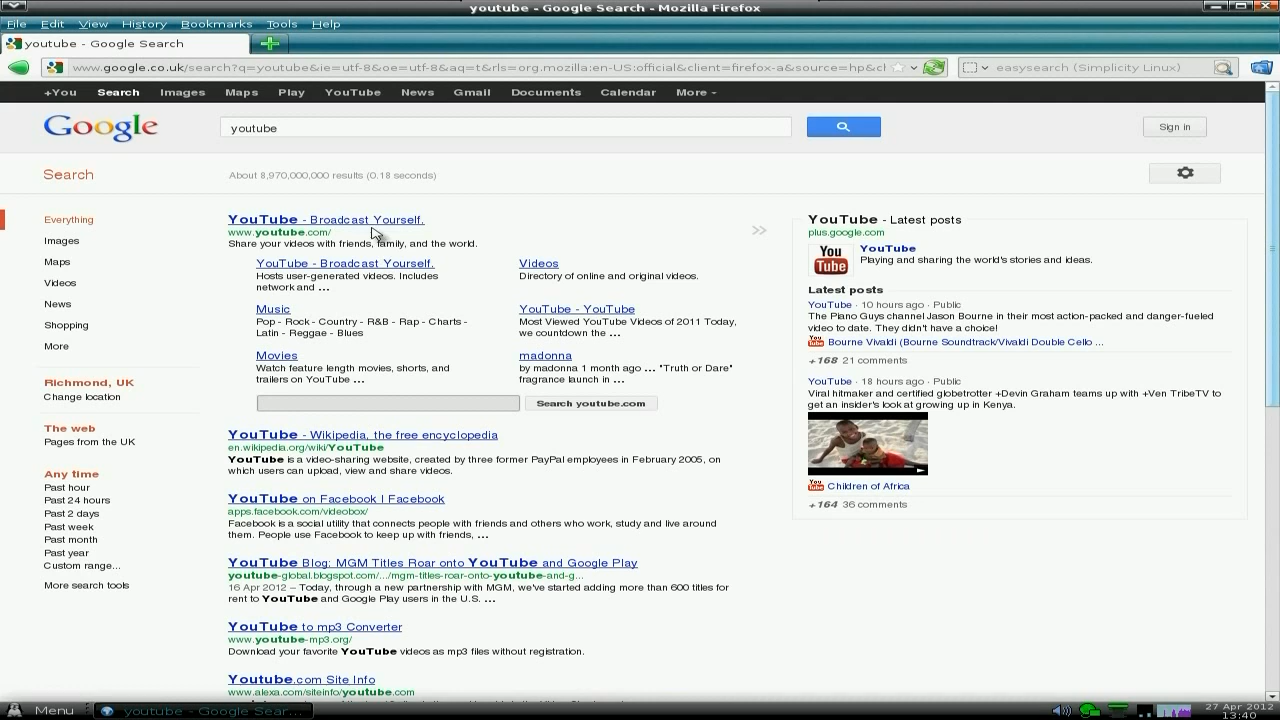 youtube - Google Search - Mozilla Firefox
File Edit View History Bookmarks Tools Help
youtube - Google Search
www.google.co.uk/search?q=youtube&ie=utf-8&oe=utf-8&aq=t&rls=org.mozilla:en-US:official&client=firefox-a&source=hp&cl
easysearch (Simplicity Linux)
+You Search Images Maps Play YouTube News Gmail Documents Calendar More
Google
youtube
Sign in
Search
About 8,970,000,000 results (0.18 seconds)
Everything
Images
Maps
Videos
News
Shopping
More
Richmond, UK
Change location
The web
Pages from the UK
Any time
Past hour
Past 24 hours
Past 2 days
Past week
Past month
Past year
Custom range...
More search tools
YouTube - Broadcast Yourself.
www.youtube.com/
Share your videos with friends, family, and the world.
YouTube - Broadcast Yourself.
Hosts user-generated videos. Includes
network and ...
Videos
Directory of online and original videos.
Music
Pop - Rock - Country - R&B - Rap - Charts -
Latin - Reggae - Blues
YouTube - YouTube
Most Viewed YouTube Videos of 2011 Today,
we countdown the ...
Movies
Watch feature length movies, shorts, and
trailers on YouTube ...
madonna
by madonna 1 month ago ... "Truth or Dare"
fragrance launch in ...
Search youtube.com
YouTube - Wikipedia, the free encyclopedia
en.wikipedia.org/wiki/YouTube
YouTube is a video-sharing website, created by three former PayPal employees in February 2005, on
which users can upload, view and share videos.
YouTube on Facebook | Facebook
apps.facebook.com/videobox/
Facebook is a social utility that connects people with friends and others who work, study and live around
them. People use Facebook to keep up with friends, ...
YouTube Blog: MGM Titles Roar onto YouTube and Google Play
youtube-global.blogspot.com/.../mgm-titles-roar-onto-youtube-and-g...
16 Apr 2012 – Today, through a new partnership with MGM, we've started adding more than 600 titles for
rent to YouTube and Google Play users in the U.S. ...
YouTube to mp3 Converter
www.youtube-mp3.org/
Download your favorite YouTube videos as mp3 files without registration.
Youtube.com Site Info
www.alexa.com/siteinfo/youtube.com
YouTube - Latest posts
plus.google.com
You Tube
YouTube
Playing and sharing the world's stories and ideas.
Latest posts
YouTube · 10 hours ago · Public
The Piano Guys channel Jason Bourne in their most action-packed and danger-fueled
video to date. They didn't have a choice!
Bourne Vivaldi (Bourne Soundtrack/Vivaldi Double Cello ...
+168 21 comments
YouTube · 18 hours ago · Public
Viral hitmaker and certified globetrotter +Devin Graham teams up with +Ven TribeTV to
get an insider's look at growing up in Kenya.
Children of Africa
+164 36 comments
Menu
youtube - Google Sear...
27 Apr 2012
13:40